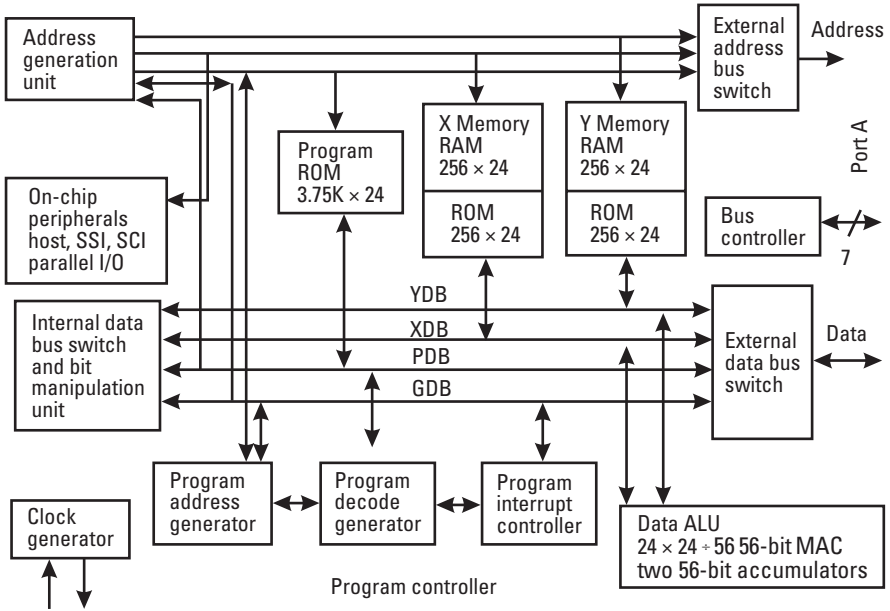 Address
generation
unit
External
address
bus
switch
Address
Port A
X Memory
RAM
256 × 24
ROM
256 × 24
Y Memory
RAM
256 × 24
ROM
256 × 24
Program
ROM
3.75K × 24
On-chip
peripherals
host, SSI, SCI
parallel I/O
Bus
controller
7
Internal data
bus switch
and bit
manipulation
unit
YDB
XDB
PDB
GDB
External
data bus
switch
Data
Program
address
generator
Program
decode
generator
Program
interrupt
controller
Clock
generator
Data ALU
24 × 24 ÷ 56 56-bit MAC
two 56-bit accumulators
Program controller